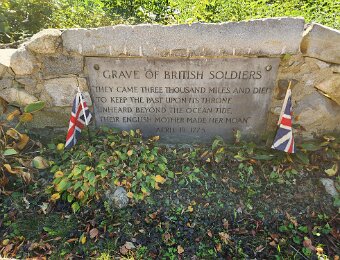 GRAVE OF BRITISH SOLDIERS
THEY CAME THREE THOUSAND MILES AND DIED,
TO KEEP THE PAST UPON ITS THRONE:
UNHEARD BEYOND THE OCEAN TIDE,
THEIR ENGLISH MOTHER MADE HER MOAN.
APRIL 19, 1775